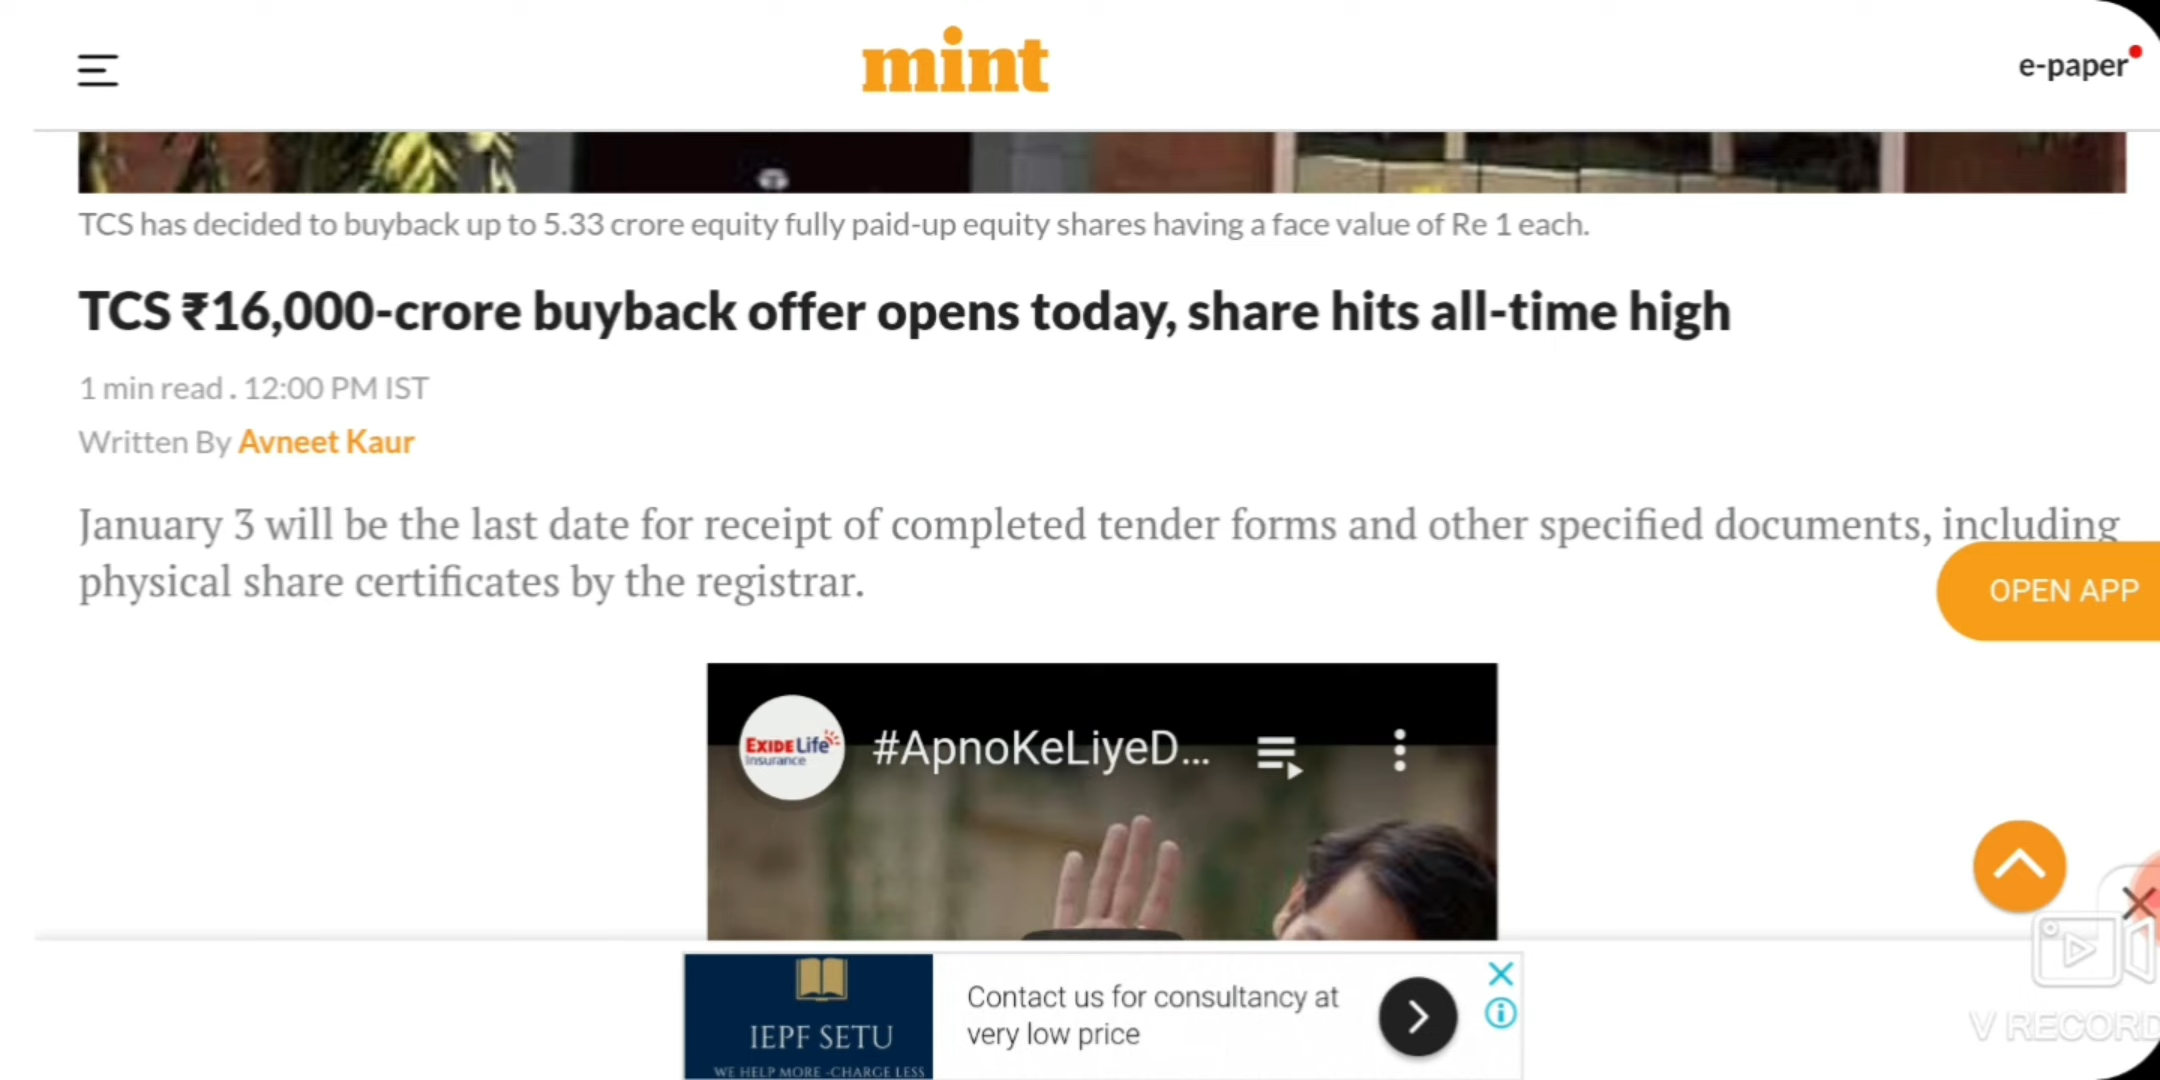 mint
e-paper
TCS has decided to buyback up to 5.33 crore equity fully paid-up equity shares having a face value of Re 1 each.
TCS ₹16,000-crore buyback offer opens today, share hits all-time high
1 min read . 12:00 PM IST
Written By Avneet Kaur
January 3 will be the last date for receipt of completed tender forms and other specified documents, including
physical share certificates by the registrar.
OPEN APP
EXIDE Life
Insurance
#ApnoKeLiyeD...
IEPF SETU
WE HELP MORE -CHARGE LESS
Contact us for consultancy at
very low price
V RECORD